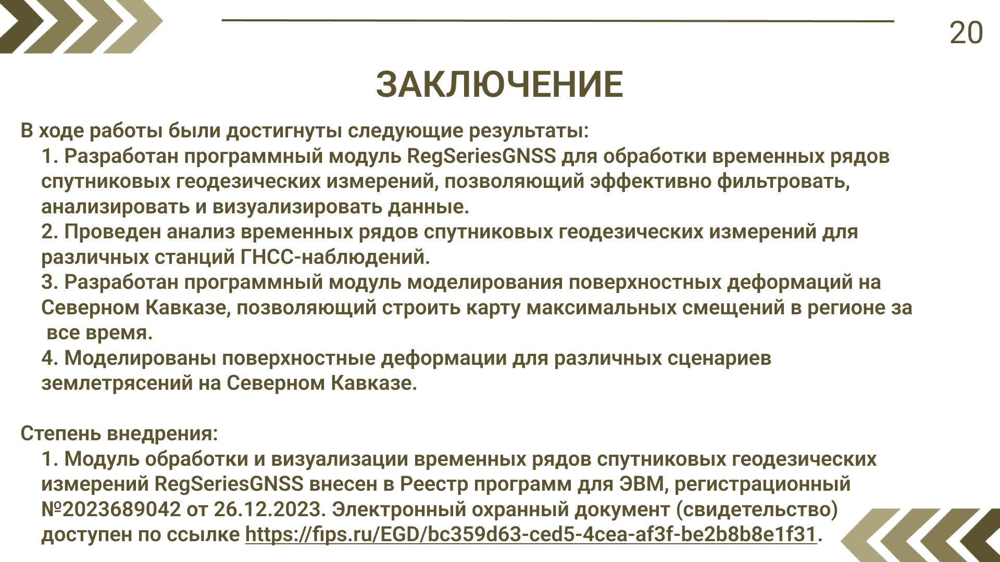 20
ЗАКЛЮЧЕНИЕ
В ходе работы были достигнуты следующие результаты:
1. Разработан программный модуль RegSeriesGNSS для обработки временных рядов
спутниковых геодезических измерений, позволяющий эффективно фильтровать,
анализировать и визуализировать данные.
2. Проведен анализ временных рядов спутниковых геодезических измерений для
различных станций ГНСС-наблюдений.
3. Разработан программный модуль моделирования поверхностных деформаций на
Северном Кавказе, позволяющий строить карту максимальных смещений в регионе за
все время.
4. Моделированы поверхностные деформации для различных сценариев
землетрясений на Северном Кавказе.
Степень внедрения:
1. Модуль обработки и визуализации временных рядов спутниковых геодезических
измерений RegSeriesGNSS внесен в Реестр программ для ЭВМ, регистрационный
№2023689042 от 26.12.2023. Электронный охранный документ (свидетельство)
доступен по ссылке https://fips.ru/EGD/bc359d63-ced5-4cea-af3f-be2b8b8e1f31.